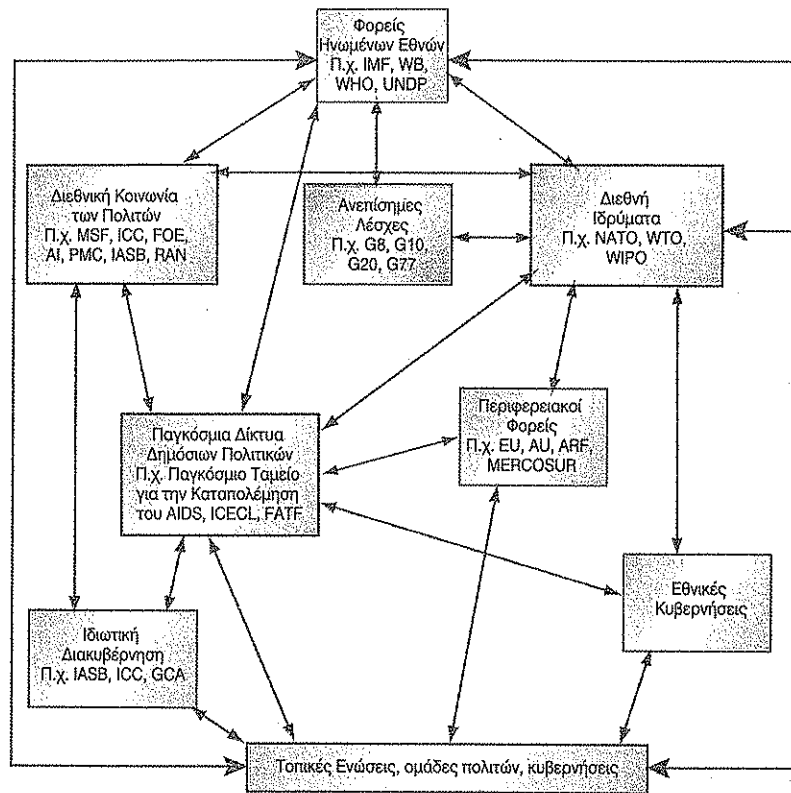 Φορείς
Ηνωμένων Εθνών
Π.χ. IMF, WB,
WHO, UNDP
Διεθνική Κοινωνία
των Πολιτών
Π.χ. MSF, ICC, FOE,
AI, PMC, IASB, RAN
Ανεπίσημες
Λέσχες
Π.χ. G8, G10,
G20, G77
Διεθνή
Ιδρύματα
Π.χ. NATO, WTO,
WIPO
Παγκόσμια Δίκτυα
Δημόσιων Πολιτικών
Π.χ. Παγκόσμιο Ταμείο
για την Καταπολέμηση
του AIDS, ICECL, FATF
Περιφερειακοί
Φορείς
Π.χ. EU, AU, ARF,
MERCOSUR
Εθνικές
Κυβερνήσεις
Ιδιωτική
Διακυβέρνηση
Π.χ. IASB, ICC, GCA
Τοπικές Ενώσεις, ομάδες πολιτών, κυβερνήσεις